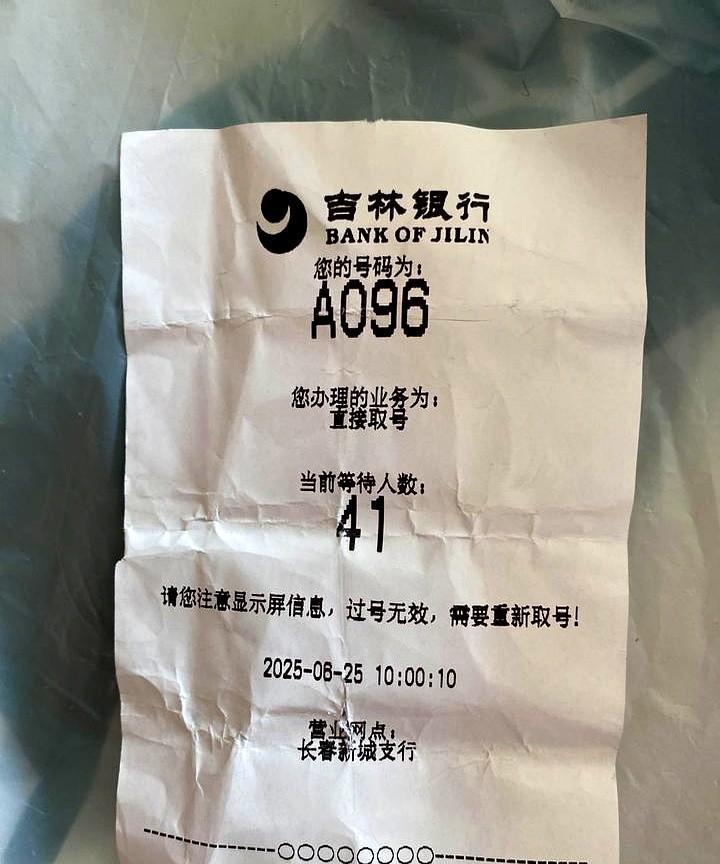 吉林银行
BANK OF JILIN
您的号码为：
A096
您办理的业务为：
直接取号
当前等待人数：
41
请您注意显示屏信息，过号无效，需要重新取号！
2025-06-25 10:00:10
营业网点：
长春新城支行